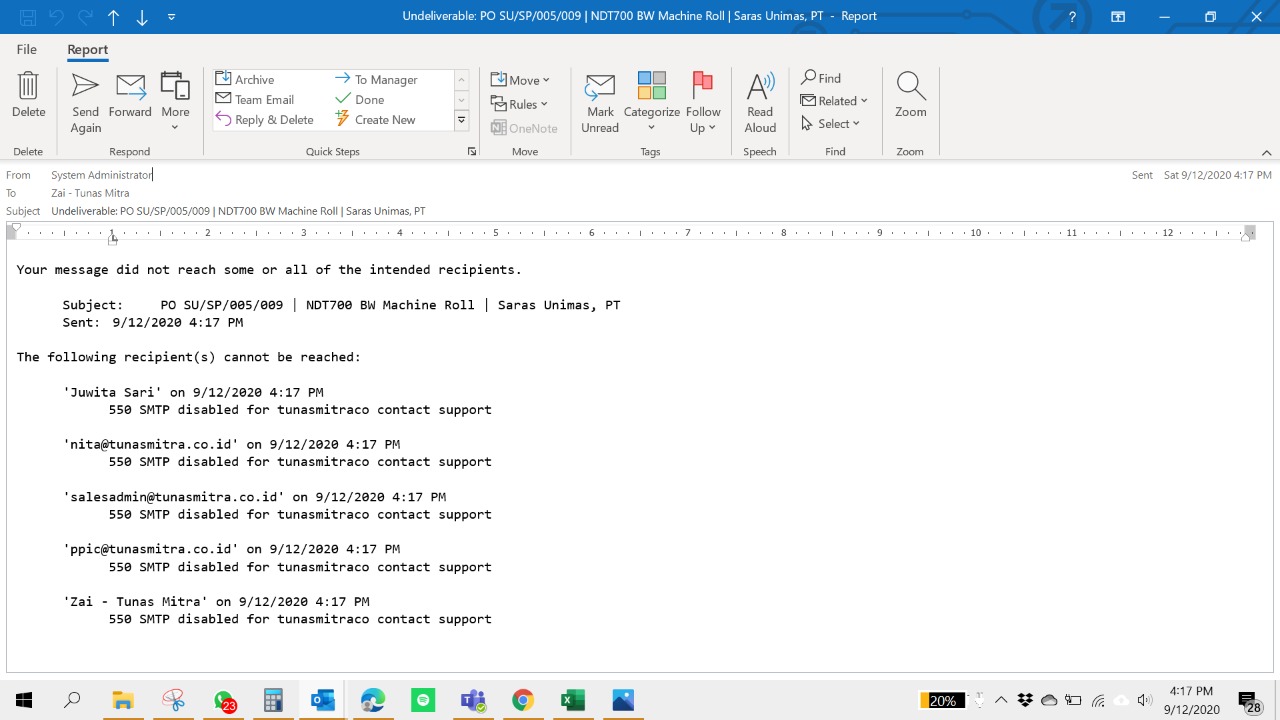 Undeliverable: PO SU/SP/005/009 | NDT700 BW Machine Roll | Saras Unimas, PT - Report
File Report
Delete
Send Again
Forward
More
Archive
Team Email
Reply & Delete
To Manager
Done
Create New
Move
Rules
OneNote
Mark Unread
Categorize
Follow Up
Read Aloud
Find
Related
Select
Zoom
Delete Respond Quick Steps Move Tags Speech Find Zoom
From System Administrator
Sent Sat 9/12/2020 4:17 PM
To Zai - Tunas Mitra
Subject Undeliverable: PO SU/SP/005/009 | NDT700 BW Machine Roll | Saras Unimas, PT
1 2 3 4 5 6 7 8 9 10 11 12
Your message did not reach some or all of the intended recipients.
Subject: PO SU/SP/005/009 | NDT700 BW Machine Roll | Saras Unimas, PT
Sent: 9/12/2020 4:17 PM
The following recipient(s) cannot be reached:
'Juwita Sari' on 9/12/2020 4:17 PM
550 SMTP disabled for tunasmitraco contact support
'nita@tunasmitra.co.id' on 9/12/2020 4:17 PM
550 SMTP disabled for tunasmitraco contact support
'salesadmin@tunasmitra.co.id' on 9/12/2020 4:17 PM
550 SMTP disabled for tunasmitraco contact support
'ppic@tunasmitra.co.id' on 9/12/2020 4:17 PM
550 SMTP disabled for tunasmitraco contact support
'Zai - Tunas Mitra' on 9/12/2020 4:17 PM
550 SMTP disabled for tunasmitraco contact support
23
20%
4:17 PM
9/12/2020
28